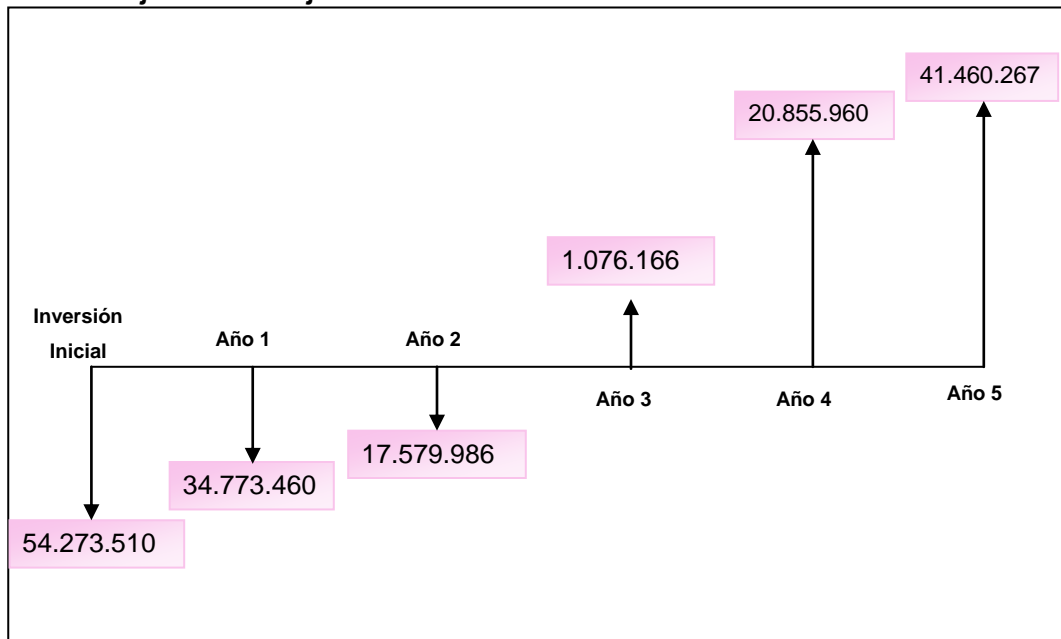 41.460.267
20.855.960
1.076.166
Inversión
Inicial
Año 1
Año 2
Año 3
Año 4
Año 5
17.579.986
34.773.460
54.273.510